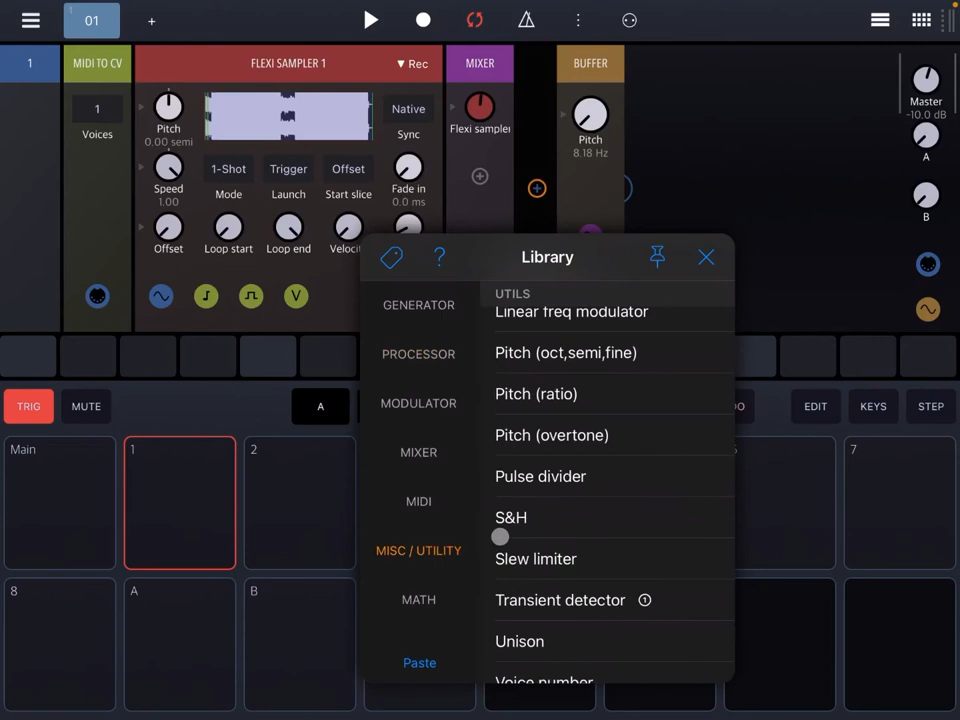 1
01
+
1
MIDI TO CV
FLEXI SAMPLER 1
▼ Rec
MIXER
BUFFER
1
Voices
Pitch
0.00 semi
Native
Sync
Flexi sampler
Pitch
8.18 Hz
Master
-10.0 dB
A
B
Speed
1.00
1-Shot
Mode
Trigger
Launch
Offset
Start slice
Fade in
0.0 ms
Offset
Loop start
Loop end
V
?
Library
UTILS
GENERATOR
PROCESSOR
MODULATOR
MIXER
MIDI
MISC / UTILITY
MATH
Paste
Linear freq modulator
Pitch (oct,semi,fine)
Pitch (ratio)
Pitch (overtone)
Pulse divider
S&H
Slew limiter
Transient detector
1
Unison
Voice number
TRIG
MUTE
A
EDIT
KEYS
STEP
Main
1
2
7
8
A
B